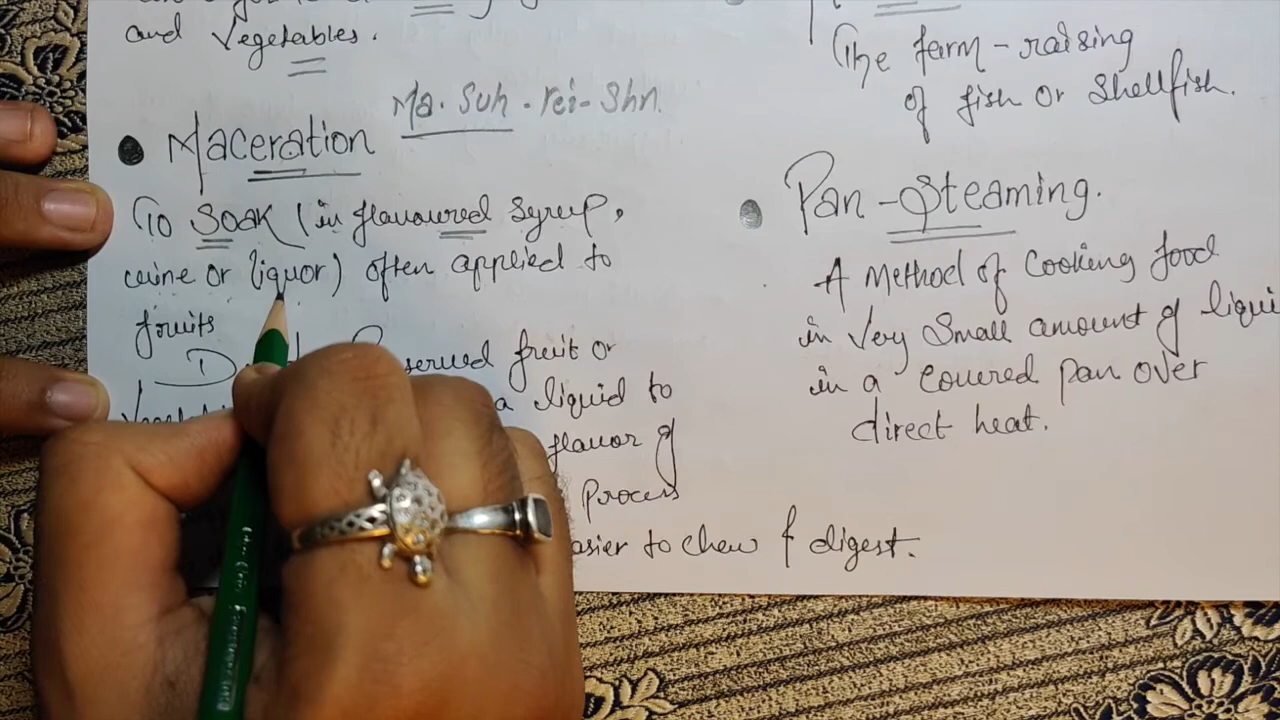 and Vegetables.
Ma. Suh. rei- Shn.
Maceration
To Soak (in flavoured Syrup,
wine or liquor) often applied to
fruits
fruit or
a liquid to
flavor of
Process
asier to chew & digest.
The farm-raising
of fish or Shellfish.
Pan-Steaming.
A Method of Cooking food
in Very Small amount of liqui
in a Covered pan over
direct heat.